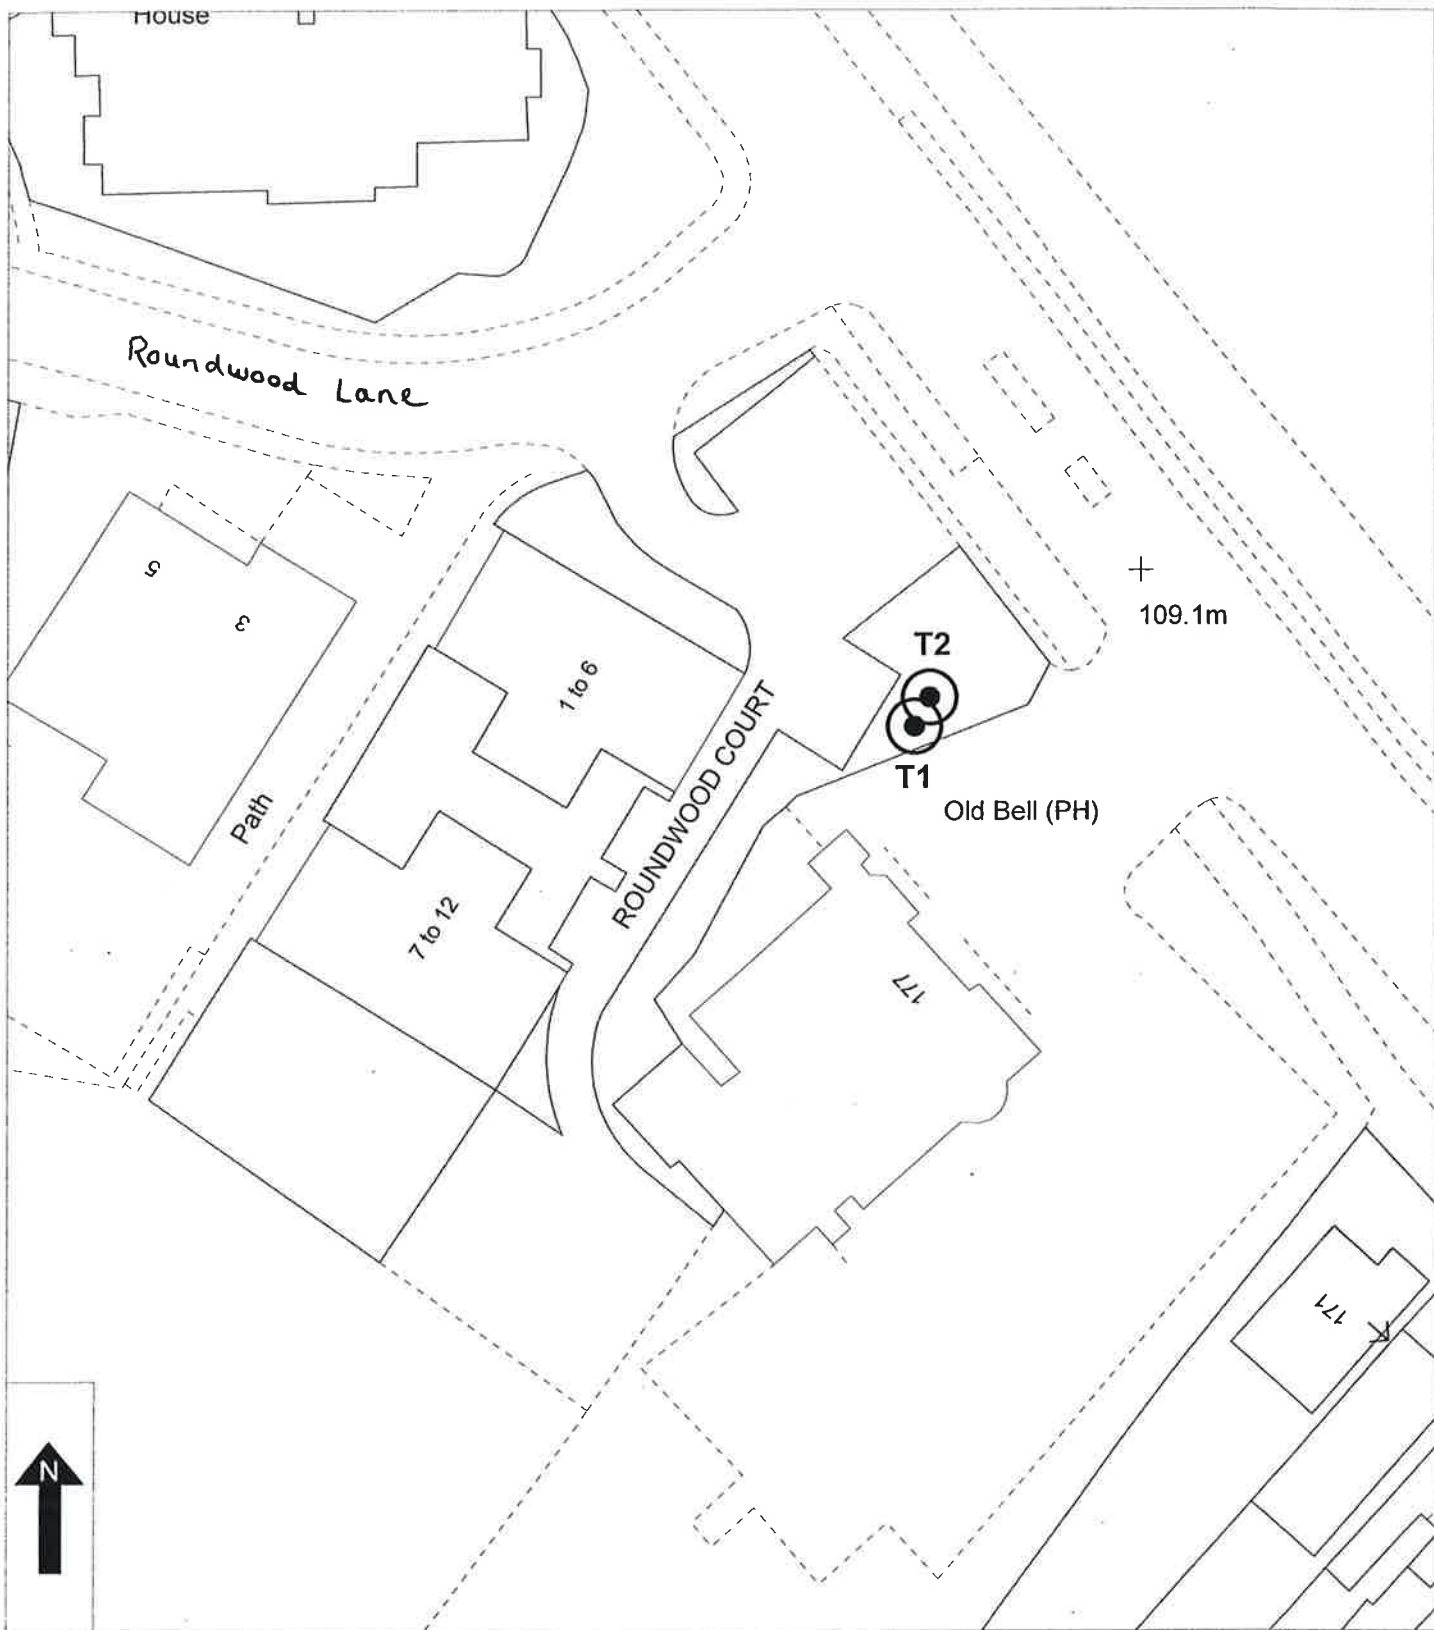 House
Roundwood Lane
5
3
109.1m
T2
1 to 6
ROUNDWOOD COURT
T1
Path
Old Bell (PH)
7 to 12
177
171
N